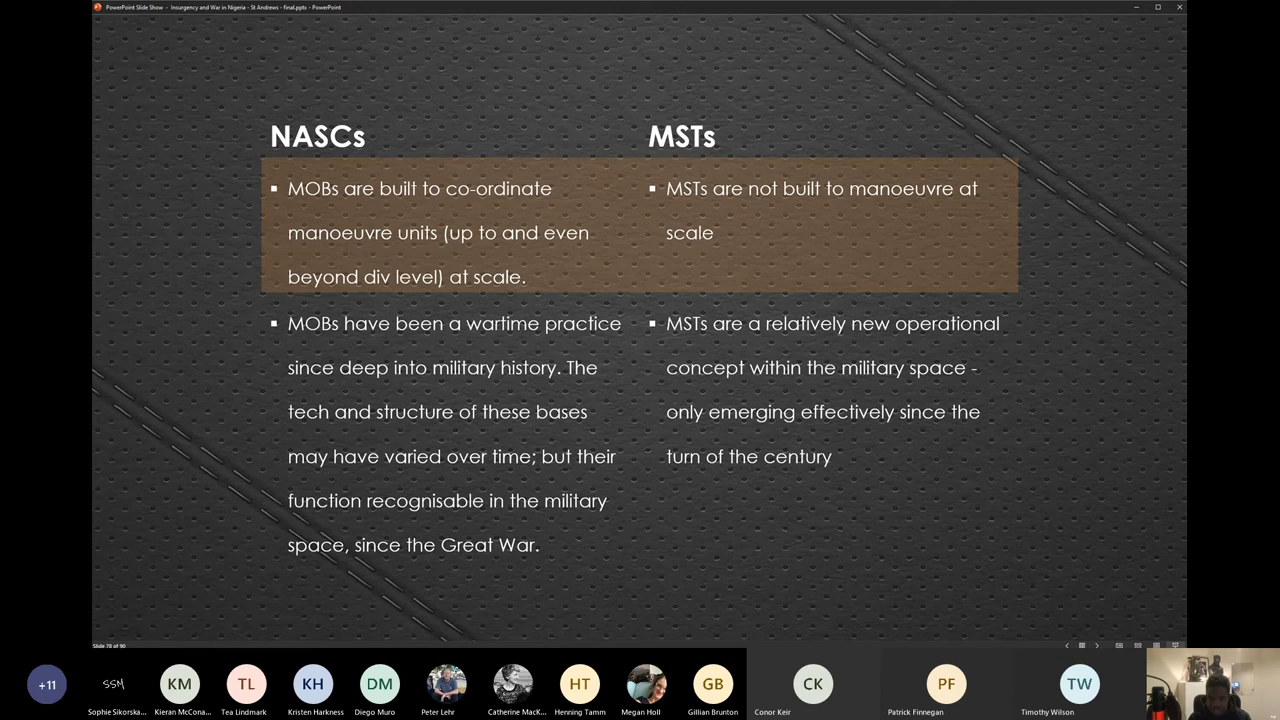 PowerPoint Slide Show - Insurgency and War in Nigeria - St Andrews - final.ppts - PowerPoint
NASCs
MOBs are built to co-ordinate
manoeuvre units (up to and even
beyond div level) at scale.
MOBs have been a wartime practice
since deep into military history. The
tech and structure of these bases
may have varied over time; but their
function recognisable in the military
space, since the Great War.
MSTs
MSTs are not built to manoeuvre at
scale
MSTs are a relatively new operational
concept within the military space -
only emerging effectively since the
turn of the century
Slide 78 of 90
+11
SSM
KM
TL
KH
DM
HT
GB
CK
PF
TW
Sophie Sikorska...
Kieran McCona...
Tea Lindmark
Kristen Harkness
Diego Muro
Peter Lehr
Catherine MacK...
Henning Tamm
Megan Holl
Gillian Brunton
Conor Keir
Patrick Finnegan
Timothy Wilson